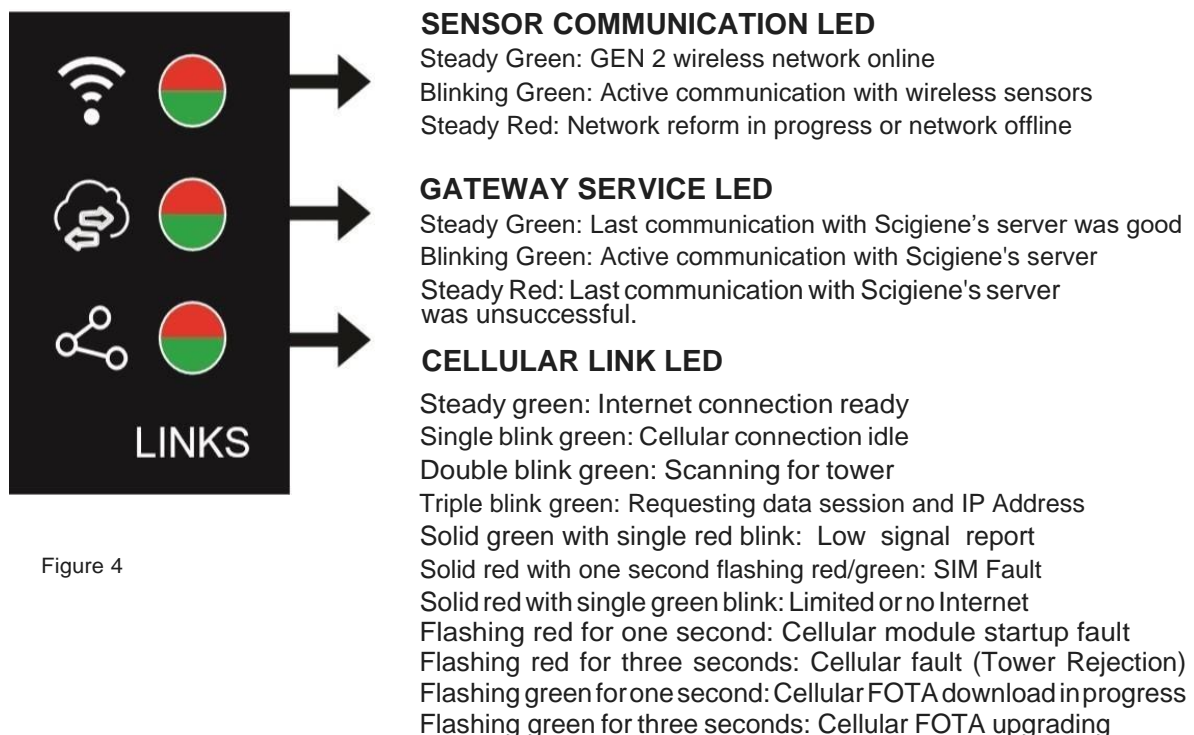 SENSOR COMMUNICATION LED
Steady Green: GEN 2 wireless network online
Blinking Green: Active communication with wireless sensors
Steady Red: Network reform in progress or network offline
GATEWAY SERVICE LED
Steady Green: Last communication with Scigiene’s server was good
Blinking Green: Active communication with Scigiene's server
Steady Red: Last communication with Scigiene's server
was unsuccessful.
CELLULAR LINK LED
Steady green: Internet connection ready
Single blink green: Cellular connection idle
Double blink green: Scanning for tower
Triple blink green: Requesting data session and IP Address
Solid green with single red blink: Low signal report
Solid red with one second flashing red/green: SIM Fault
Solid red with single green blink: Limited or no Internet
Flashing red for one second: Cellular module startup fault
Flashing red for three seconds: Cellular fault (Tower Rejection)
Flashing green for one second: Cellular FOTA download in progress
Flashing green for three seconds: Cellular FOTA upgrading
LINKS
Figure 4